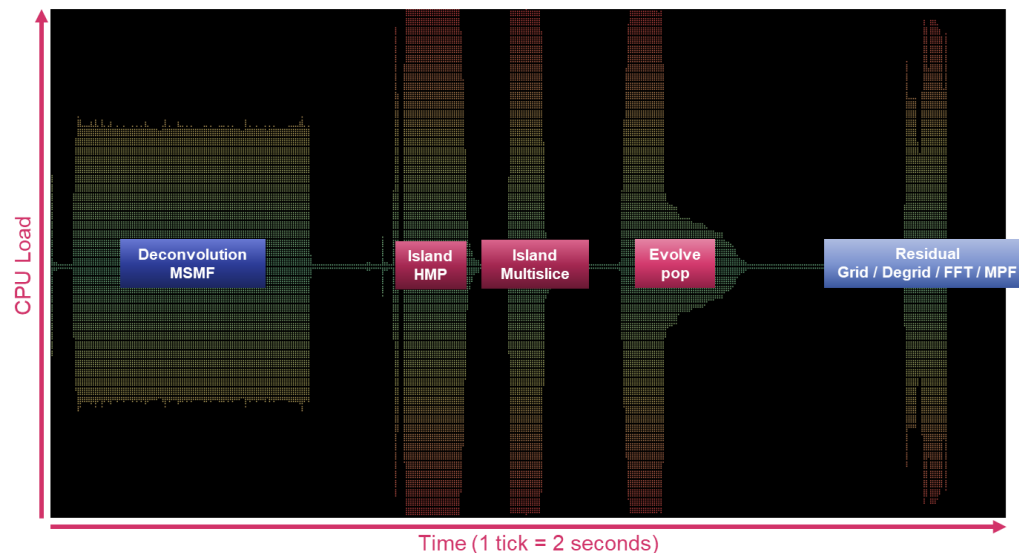 CPU Load
Deconvolution
MSMF
Island
HMP
Island
Multislice
Evolve
pop
Residual
Grid / Degrid / FFT / MPF
Time (1 tick = 2 seconds)